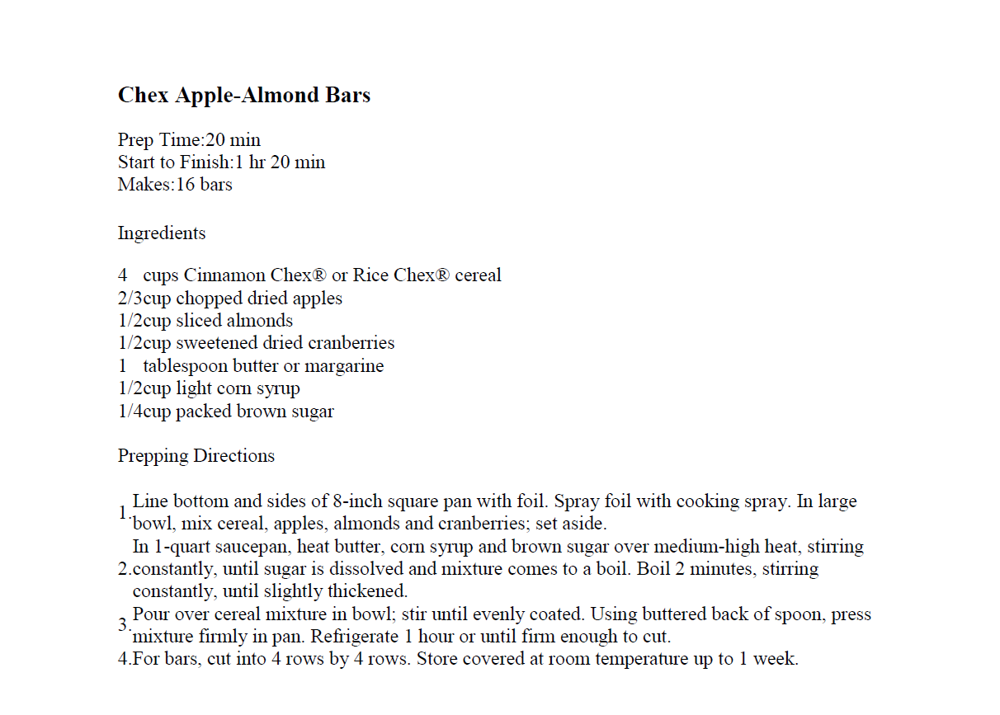 Chex Apple-Almond Bars
Prep Time:20 min
Start to Finish:1 hr 20 min
Makes:16 bars
Ingredients
4 cups Cinnamon Chex® or Rice Chex® cereal
2/3cup chopped dried apples
1/2cup sliced almonds
1/2cup sweetened dried cranberries
1 tablespoon butter or margarine
1/2cup light corn syrup
1/4cup packed brown sugar
Prepping Directions
1. Line bottom and sides of 8-inch square pan with foil. Spray foil with cooking spray. In large
bowl, mix cereal, apples, almonds and cranberries; set aside.
In 1-quart saucepan, heat butter, corn syrup and brown sugar over medium-high heat, stirring
2.constantly, until sugar is dissolved and mixture comes to a boil. Boil 2 minutes, stirring
constantly, until slightly thickened.
3. Pour over cereal mixture in bowl; stir until evenly coated. Using buttered back of spoon, press
mixture firmly in pan. Refrigerate 1 hour or until firm enough to cut.
4.For bars, cut into 4 rows by 4 rows. Store covered at room temperature up to 1 week.